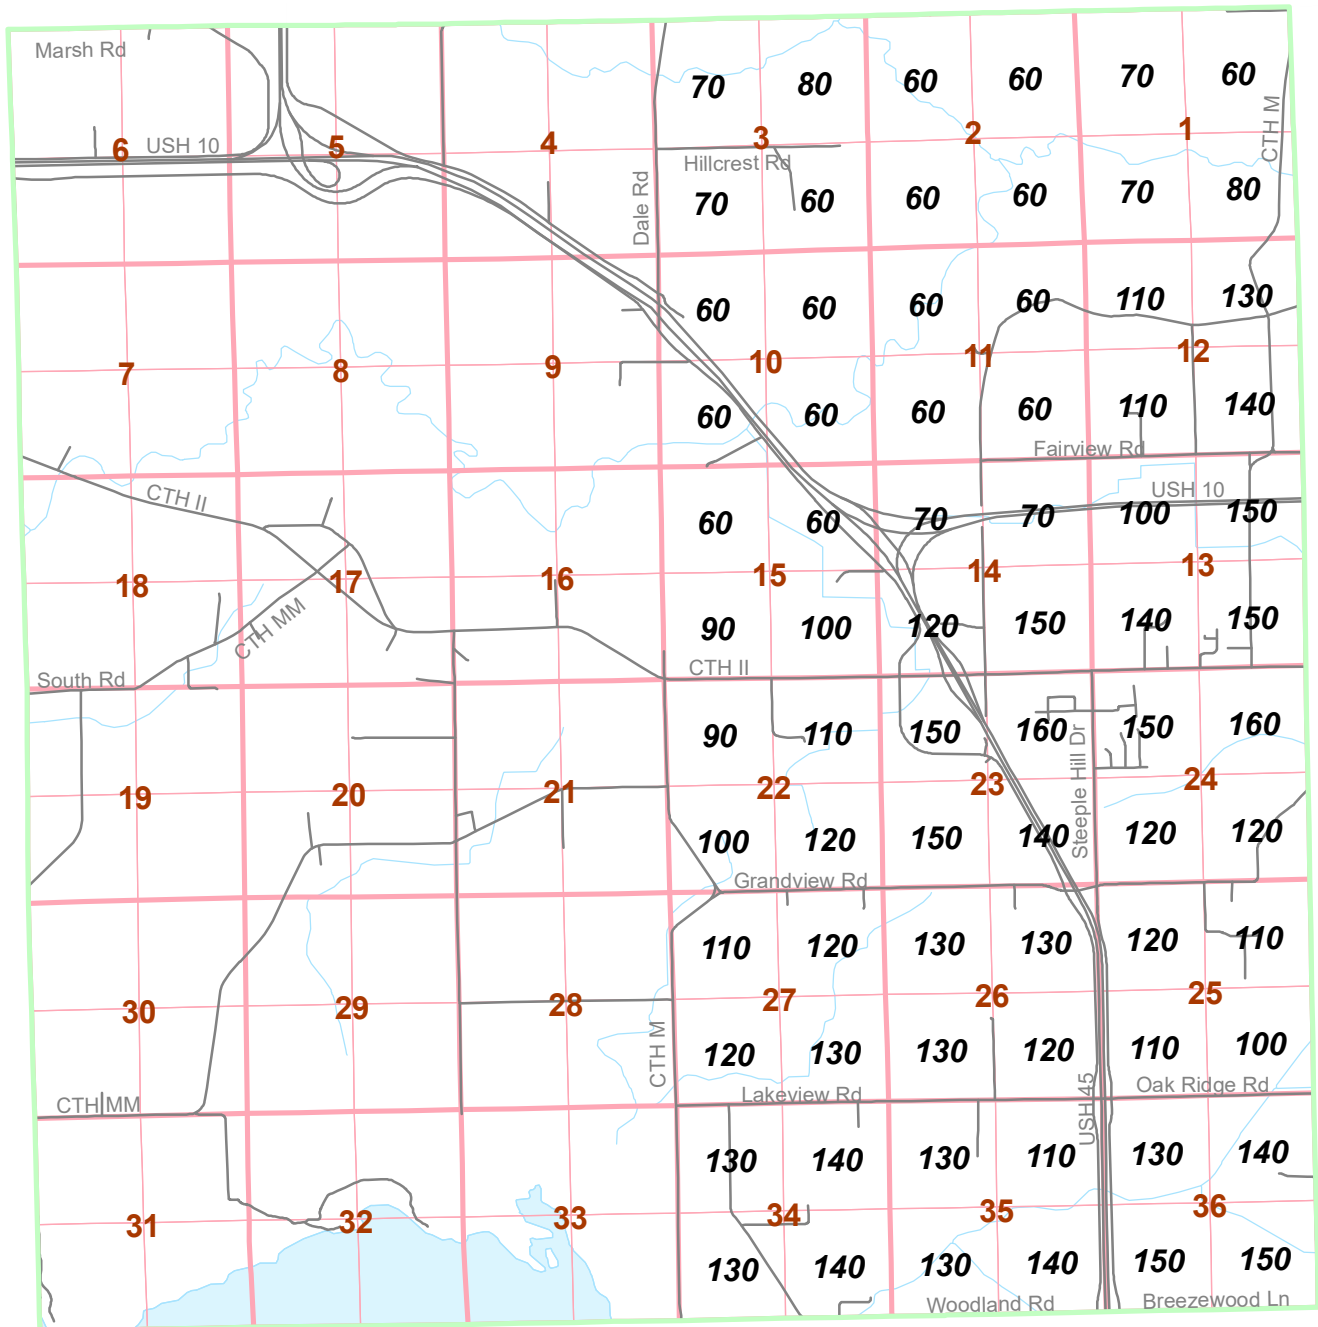 Marsh Rd
70 80 60 60 70 60
CTH M
6 USH 10 5 4 3 2 1
Hillcrest Rd
Dale Rd
70 60 60 60 70 80
60 60 60 60 110 130
7 8 9 10 11 12
60 60 60 60 110 140
Fairview Rd
CTH II
USH 10
60 60 70 70 100 150
18 17 16 15 14 13
CTH MM
90 100 120 150 140 150
South Rd
CTH II
90 110 150 160 150 160
Steeple Hill Dr
19 20 21 22 23 24
100 120 150 140 120 120
Grandview Rd
110 120 130 130 120 110
30 29 28 27 26 25
CTH M
120 130 130 120 110 100
CTH MM
Lakeview Rd
USH 45
Oak Ridge Rd
130 140 130 110 130 140
31 32 33 34 35 36
130 140 130 140 150 150
Woodland Rd
Breezewood Ln